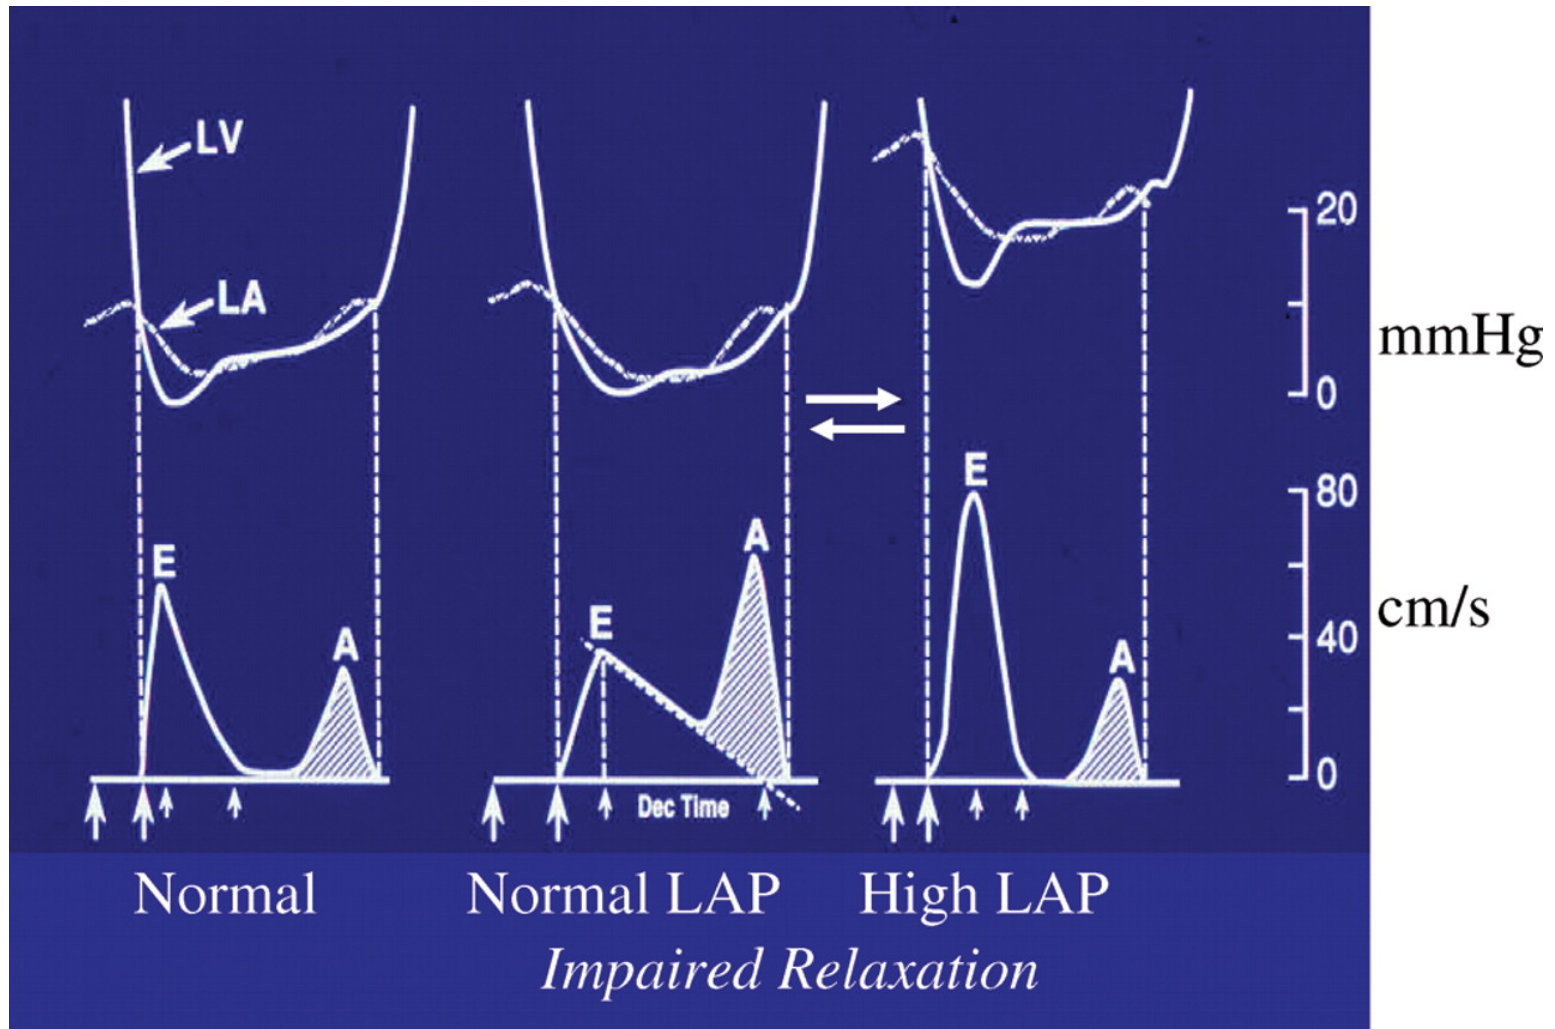 LV
LA
20
0
mmHg
E
A
E
A
E
A
80
40
0
cm/s
Dec Time
Normal
Normal LAP
High LAP
Impaired Relaxation